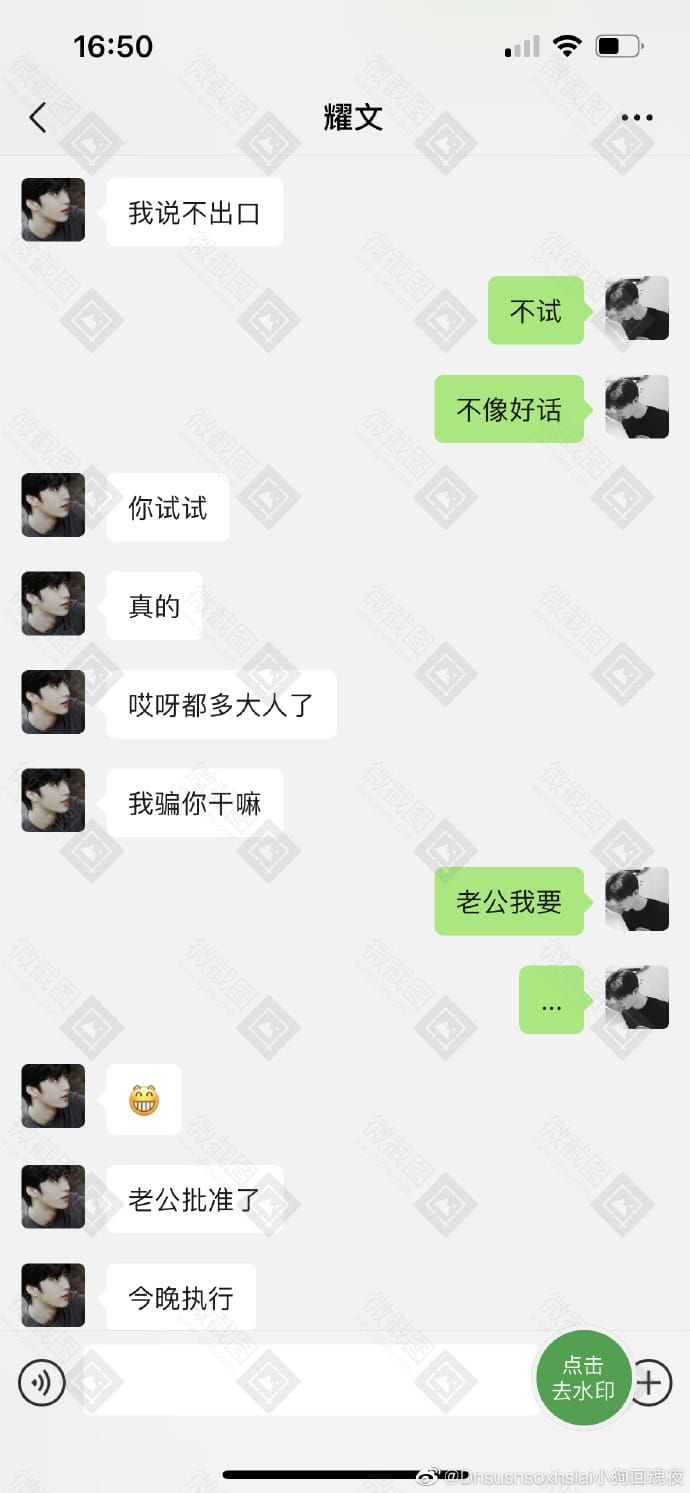 16:50
耀文
我说不出口
不试
不像好话
你试试
真的
哎呀都多大人了
我骗你干嘛
老公我要
...
老公批准了
今晚执行
点击
去水印
@Dnsusnsoxhslai小狗回魂夜
微截图